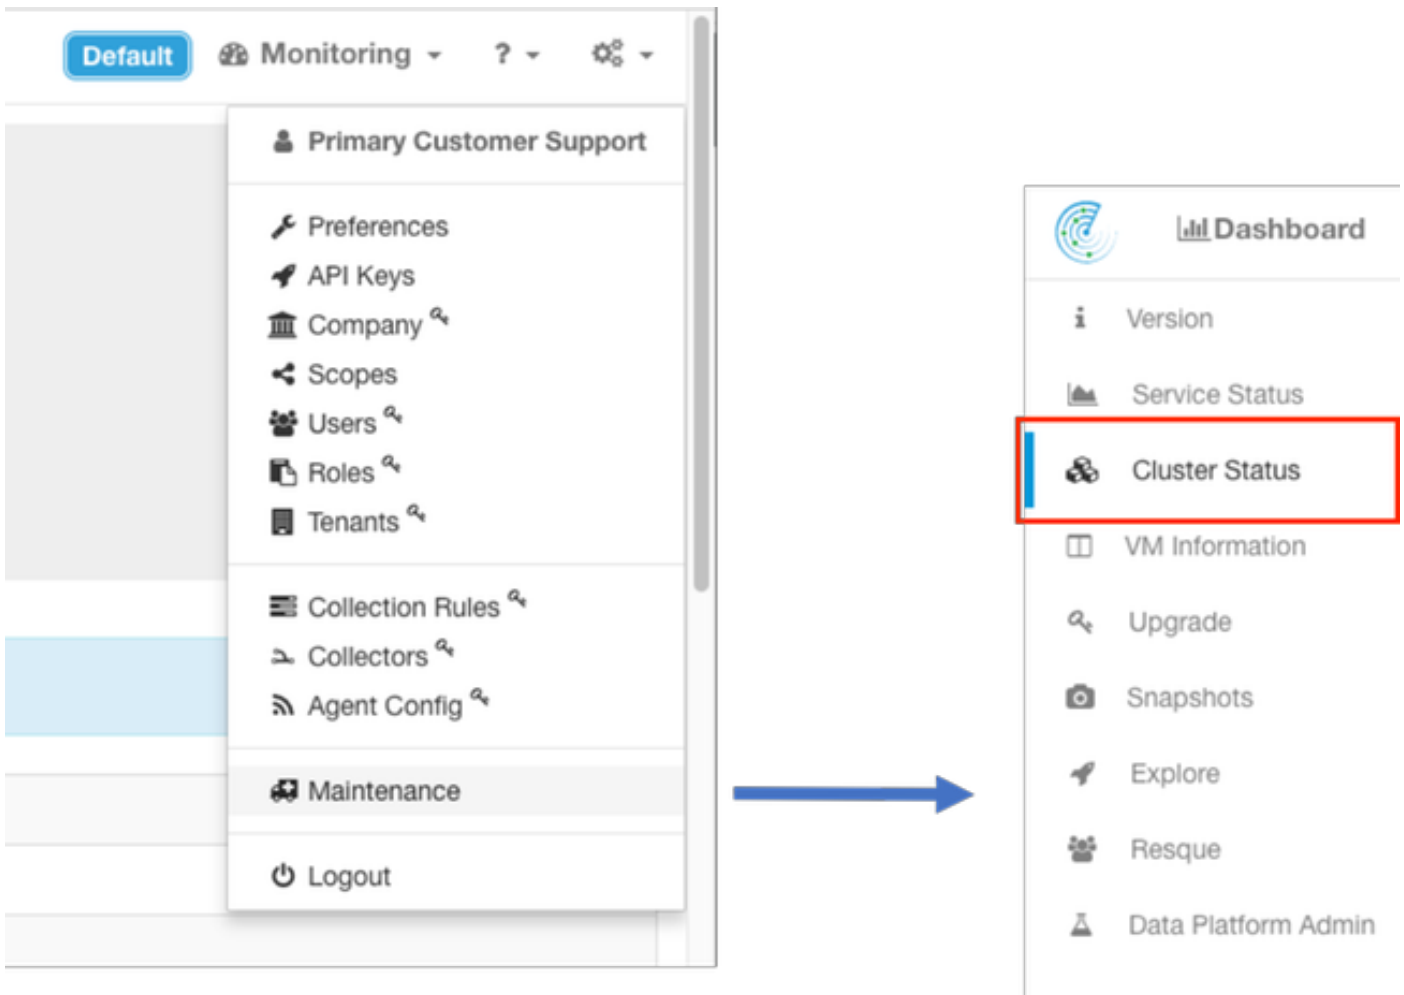 Default Monitoring ?
Primary Customer Support
Preferences
API Keys
Company
Scopes
Users
Roles
Tenants
Collection Rules
Collectors
Agent Config
Maintenance
Logout
Dashboard
Version
Service Status
Cluster Status
VM Information
Upgrade
Snapshots
Explore
Resque
Data Platform Admin